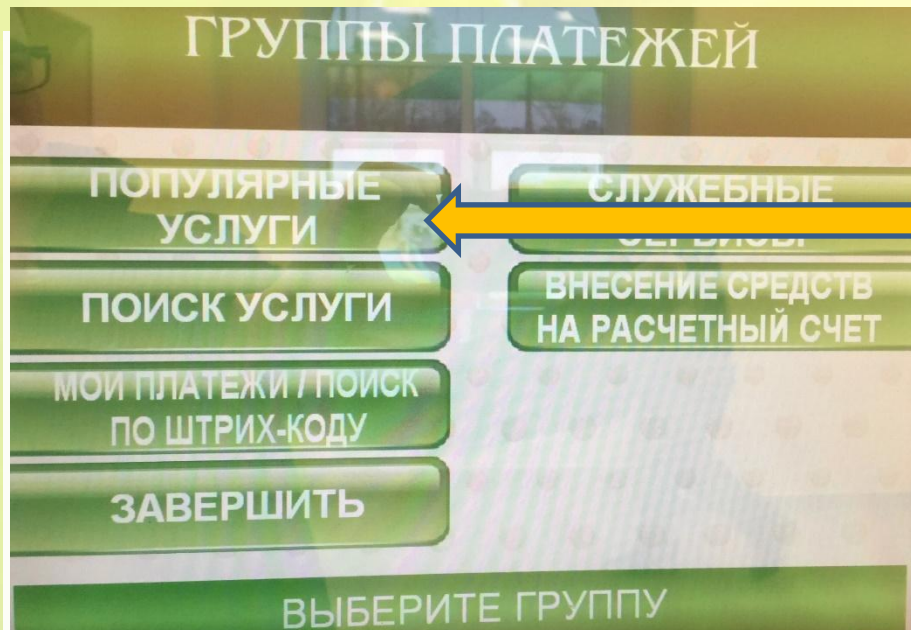 ГРУППЫ ПЛАТЕЖЕЙ
ПОПУЛЯРНЫЕ
УСЛУГИ
СЛУЖЕБНЫЕ
СЕРВИСЫ
ПОИСК УСЛУГИ
ВНЕСЕНИЕ СРЕДСТВ
НА РАСЧЕТНЫЙ СЧЕТ
МОИ ПЛАТЕЖИ / ПОИСК
ПО ШТРИХ-КОДУ
ЗАВЕРШИТЬ
ВЫБЕРИТЕ ГРУППУ